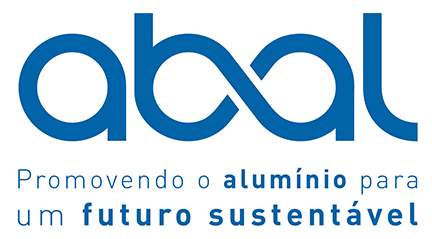 abal
Promovendo o alumínio para
um futuro sustentável